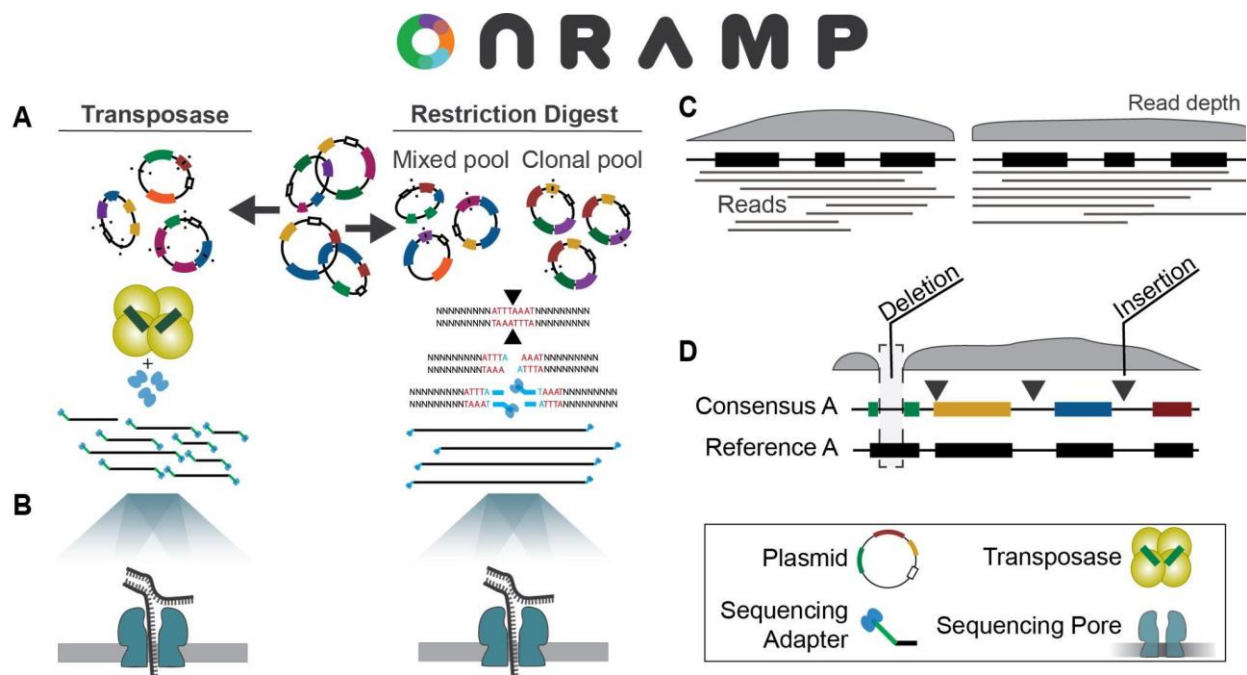 ONRAMP
A
Transposase
Restriction Digest
Mixed pool
Clonal pool
+
NNNNNNNNNATTTAAATNNNNNNNNN
NNNNNNNNNTAAATTTANNNNNNNNN
NNNNNNNNNATTTA AAATNNNNNNNNN
NNNNNNNNNTAAA ATTTANNNNNNNNN
NNNNNNNNNATTTA TAAATNNNNNNNNN
NNNNNNNNNTAAAT ATTTANNNNNNNNN
B
C
Read depth
Reads
D
Deletion
Insertion
Consensus A
Reference A
Plasmid
Transposase
Sequencing
Adapter
Sequencing Pore